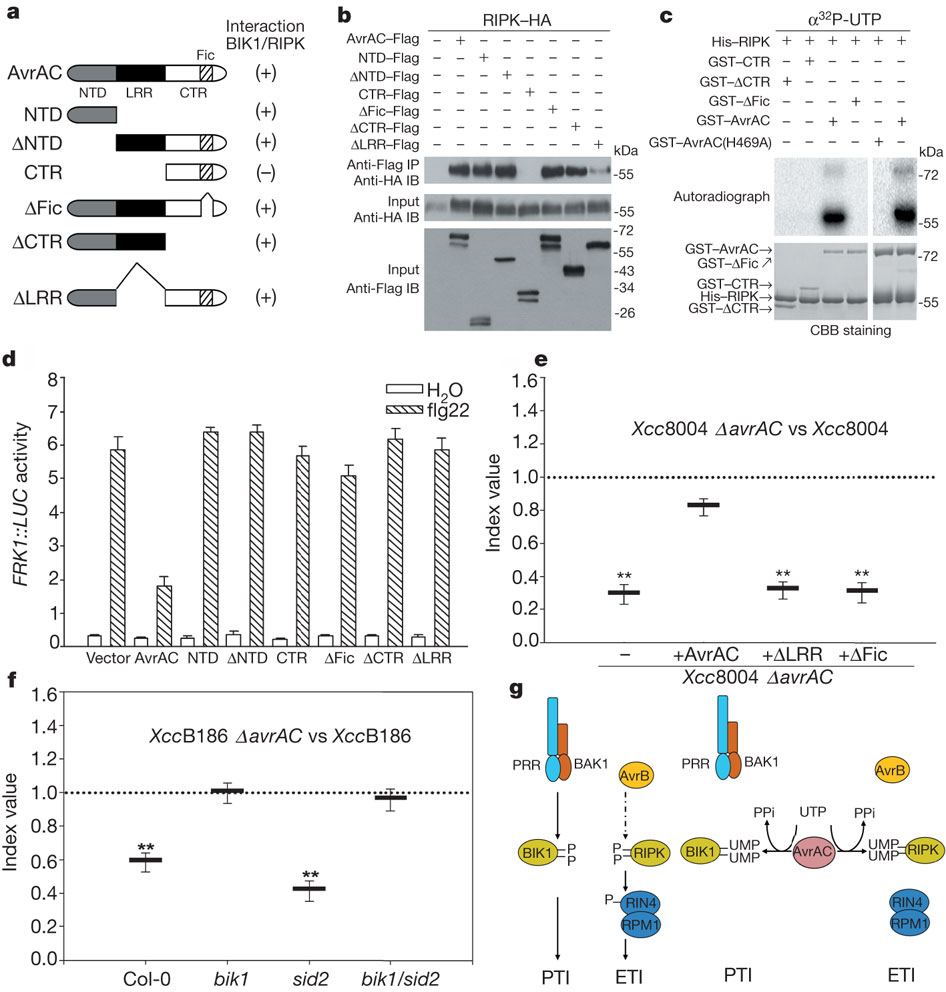 a
Interaction
BIK1/RIPK
Fic
AvrAC (+)
NTD LRR CTR
NTD (+)
ΔNTD (+)
CTR (–)
ΔFic (+)
ΔCTR (+)
ΔLRR (+)
b
RIPK–HA
AvrAC–Flag – + – – – – – –
NTD–Flag – – + – – – – –
ΔNTD–Flag – – – + – – – –
CTR–Flag – – – – + – – –
ΔFic–Flag – – – – – + – –
ΔCTR–Flag – – – – – – + –
ΔLRR–Flag – – – – – – – +
kDa
Anti-Flag IP
Anti-HA IB
-55
Input
Anti-HA IB
-55
Input
Anti-Flag IB
-72
-55
-43
-34
-26
c
α³²P-UTP
His–RIPK + + + + + +
GST–CTR – + – – – –
GST–ΔCTR + – – – – –
GST–ΔFic – – – + – –
GST–AvrAC – – + – – +
GST–AvrAC(H469A) – – – – + –
kDa
Autoradiograph
-72
-55
GST–AvrAC→
GST–ΔFic ↗
GST–CTR→
His–RIPK→
GST–ΔCTR→
-72
-55
CBB staining
d
FRK1::LUC activity
8
7
6
5
4
3
2
1
0
H₂O
flg22
Vector AvrAC NTD ΔNTD CTR ΔFic ΔCTR ΔLRR
e
Index value
1.6
1.4
1.2
1.0
0.8
0.6
0.4
0.2
0.0
Xcc8004 ΔavrAC vs Xcc8004
** ** **
– +AvrAC +ΔLRR +ΔFic
Xcc8004 ΔavrAC
f
Index value
1.6
1.4
1.2
1.0
0.8
0.6
0.4
0.2
0.0
XccB186 ΔavrAC vs XccB186
** **
Col-0 bik1 sid2 bik1/sid2
g
PRR BAK1
AvrB
BIK1 P P
P P RIPK
P RIN4
RPM1
PTI ETI
PRR BAK1
AvrB
PPi UTP PPi
BIK1 UMP UMP AvrAC UMP UMP RIPK
RIN4
RPM1
PTI ETI